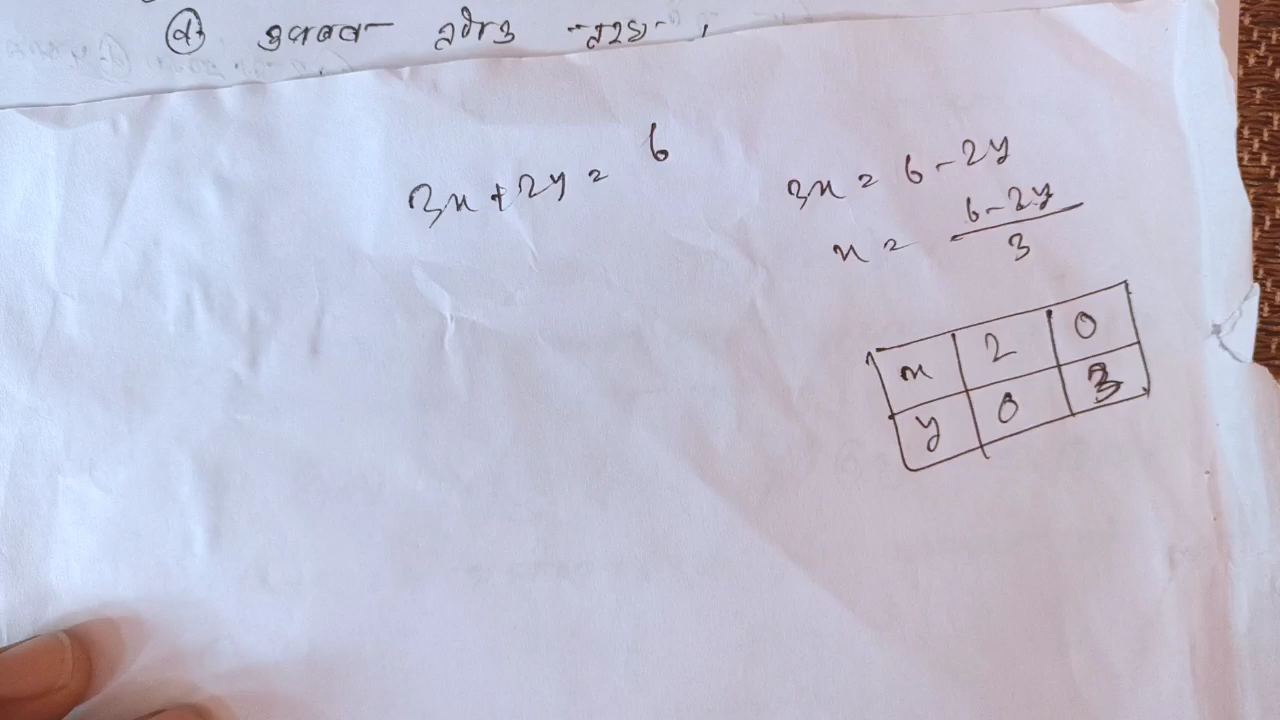 3x + 2y = 6
3x = 6 - 2y
x = (6 - 2y)/3
x 2 0
y 0 3